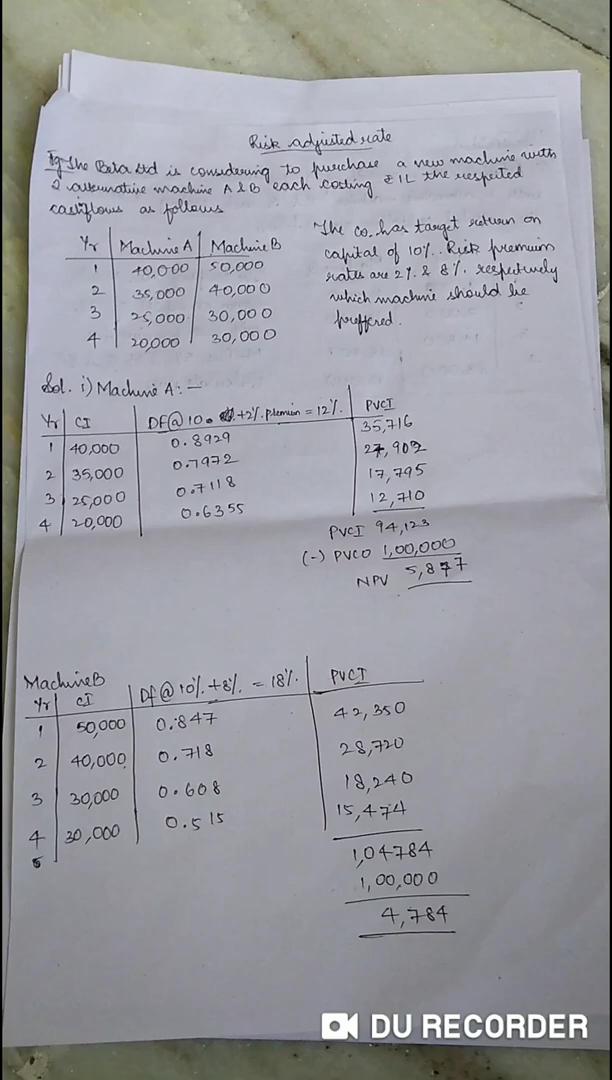 Risk adjusted rate
Eg The Beta Ltd is considering to purchase a new machine with
2 alternative machine A & B each costing ₹1L the respected
cashflows as follows
Yr Machine A Machine B
1 40,000 50,000
2 35,000 40,000
3 25,000 30,000
4 20,000 30,000
The co. has target return on
capital of 10%. Risk premium
rates are 2% & 8% respectively
which machine should be
preffered.
Sol. i) Machine A :-
Yr CI DF@10% +2% premium = 12% PVCI
1 40,000 0.8929 35,716
2 35,000 0.7972 27,902
3 25,000 0.7118 17,795
4 20,000 0.6355 12,710
PVCI 94,123
(-) PVCO 1,00,000
NPV 5,877
Machine B
Yr CI Df @ 10% +8% = 18% PVCI
1 50,000 0.847 42,350
2 40,000 0.718 28,720
3 30,000 0.608 18,240
4 30,000 0.515 15,474
5
1,04784
1,00,000
4,784
DU RECORDER